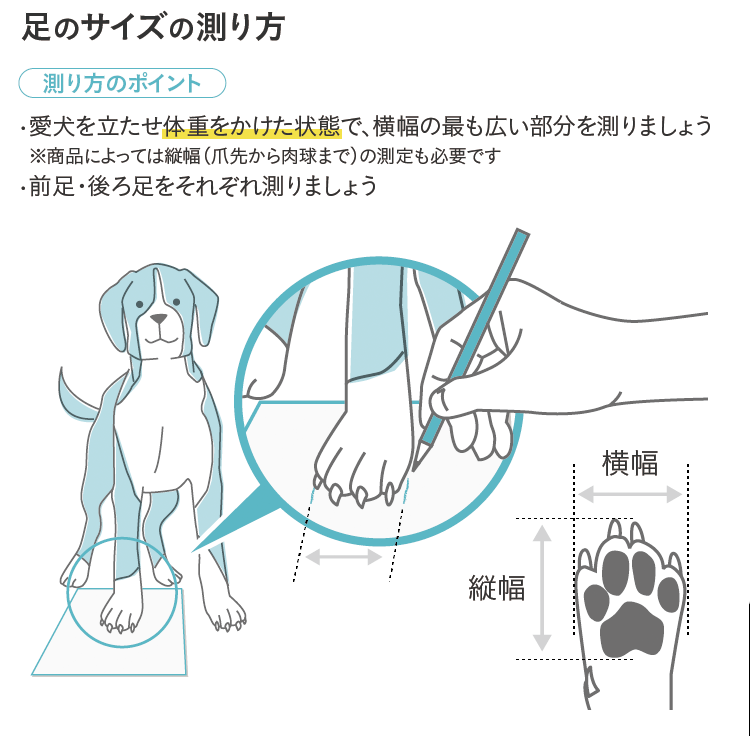 足のサイズの測り方
測り方のポイント
・愛犬を立たせ体重をかけた状態で、横幅の最も広い部分を測りましょう
※商品によっては縦幅（爪先から肉球まで）の測定も必要です
・前足・後ろ足をそれぞれ測りましょう
横幅
縦幅